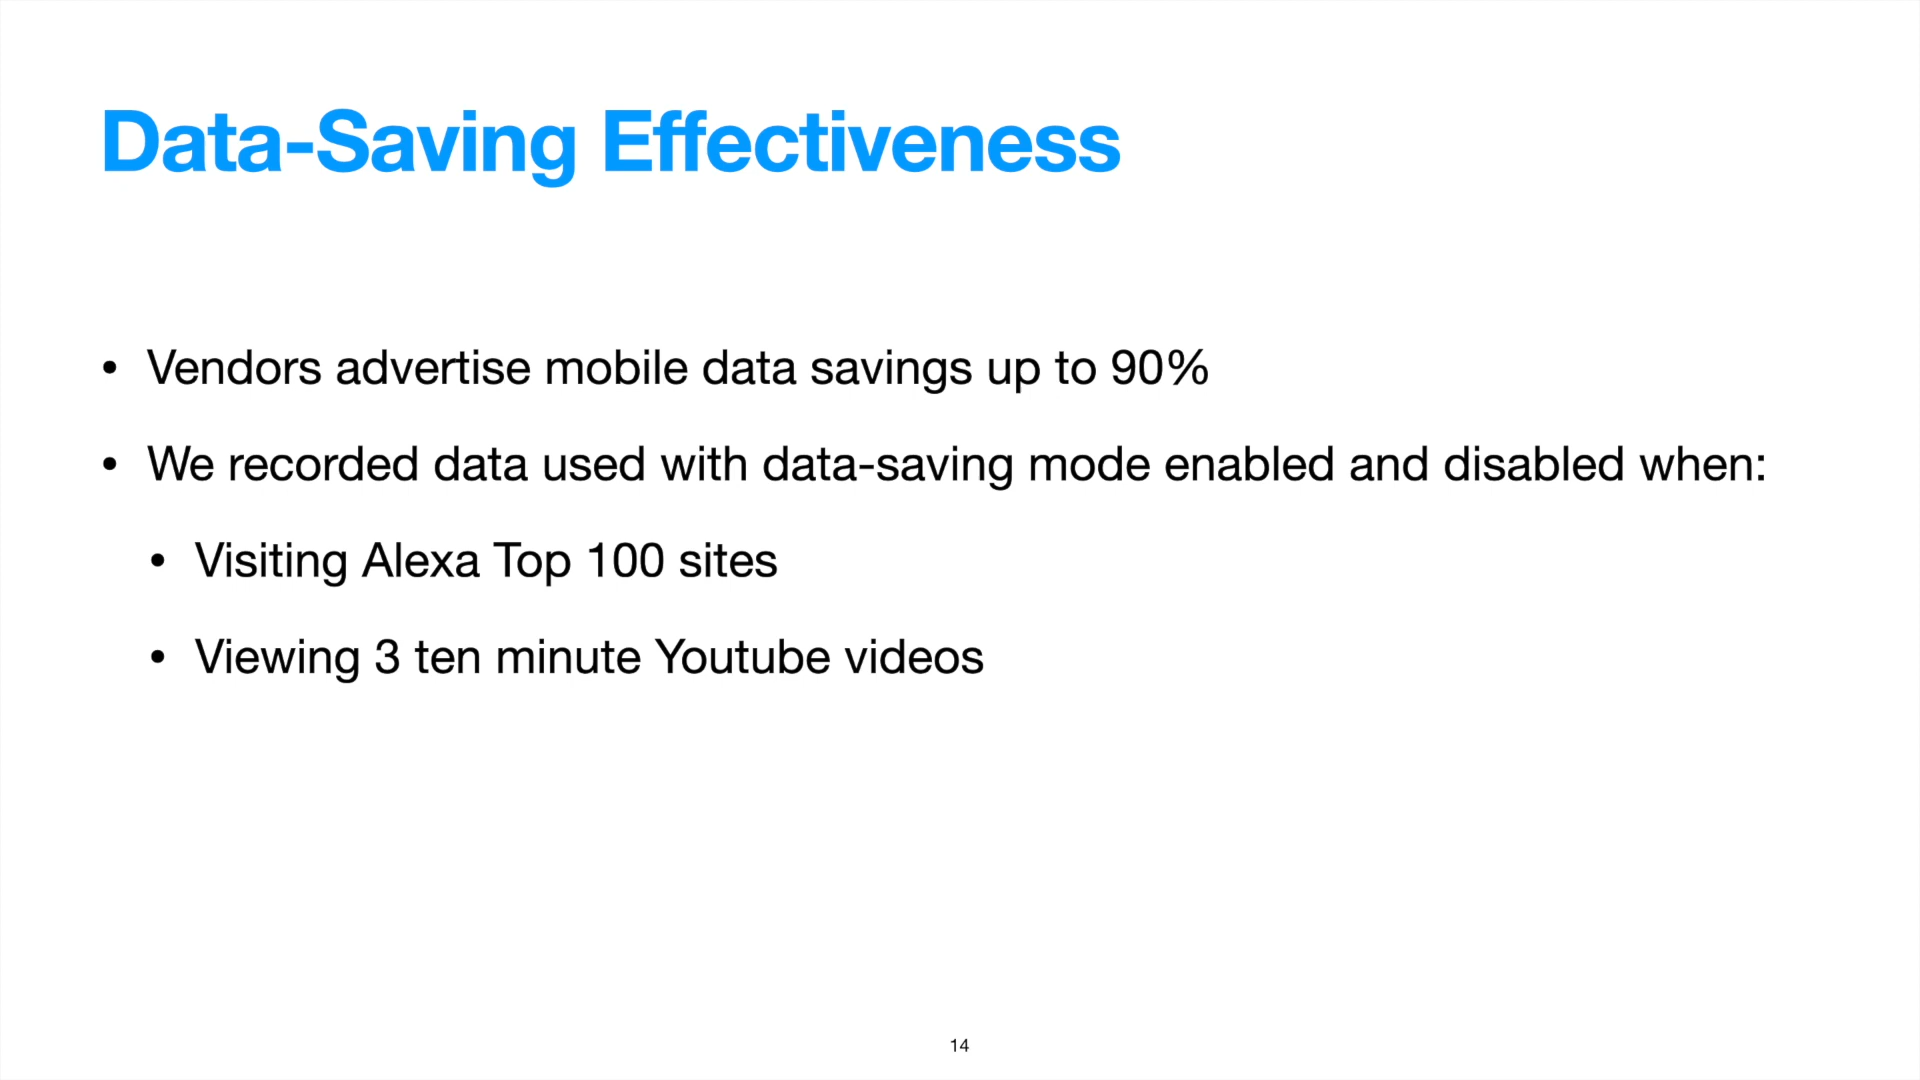 Data-Saving Effectiveness
• Vendors advertise mobile data savings up to 90%
• We recorded data used with data-saving mode enabled and disabled when:
• Visiting Alexa Top 100 sites
• Viewing 3 ten minute Youtube videos
14